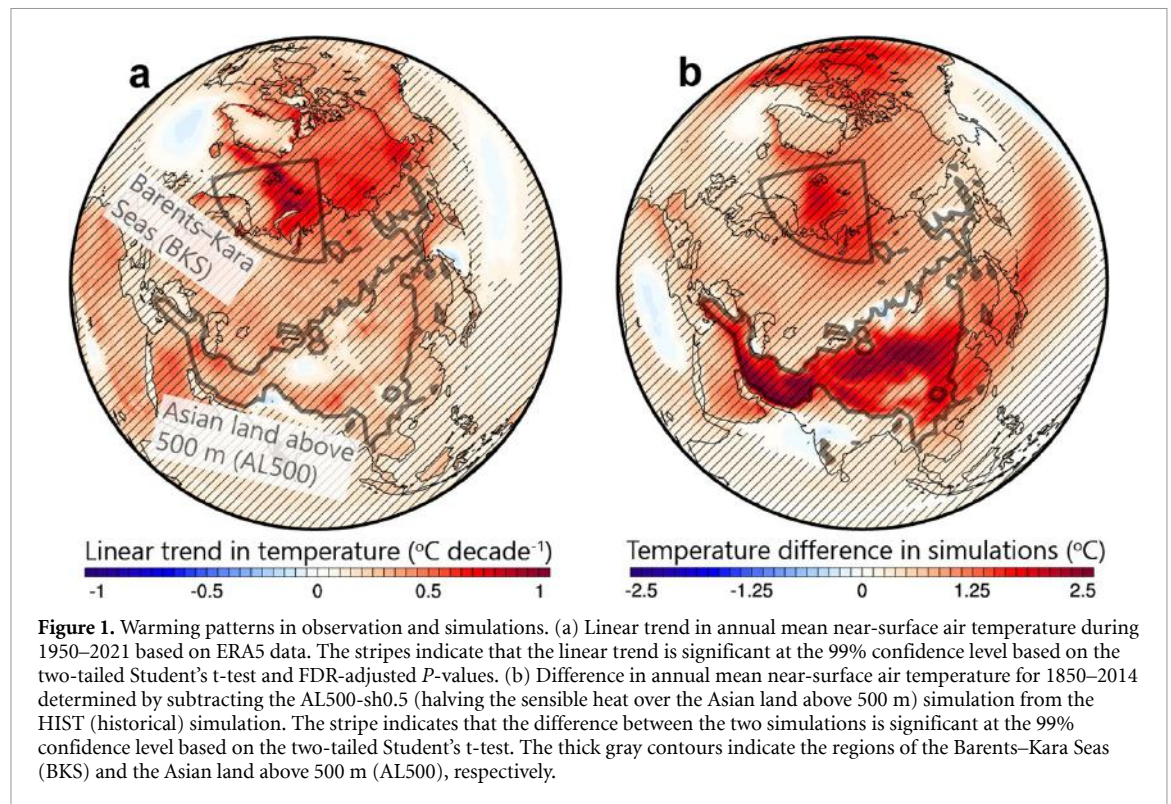 a
b
Barents–Kara
Seas (BKS)
Asian land above
500 m (AL500)
Linear trend in temperature (ºC decade⁻¹)
-1 -0.5 0 0.5 1
Temperature difference in simulations (ºC)
-2.5 -1.25 0 1.25 2.5
Figure 1. Warming patterns in observation and simulations. (a) Linear trend in annual mean near-surface air temperature during
1950–2021 based on ERA5 data. The stripes indicate that the linear trend is significant at the 99% confidence level based on the
two-tailed Student’s t-test and FDR-adjusted P-values. (b) Difference in annual mean near-surface air temperature for 1850–2014
determined by subtracting the AL500-sh0.5 (halving the sensible heat over the Asian land above 500 m) simulation from the
HIST (historical) simulation. The stripe indicates that the difference between the two simulations is significant at the 99%
confidence level based on the two-tailed Student’s t-test. The thick gray contours indicate the regions of the Barents–Kara Seas
(BKS) and the Asian land above 500 m (AL500), respectively.